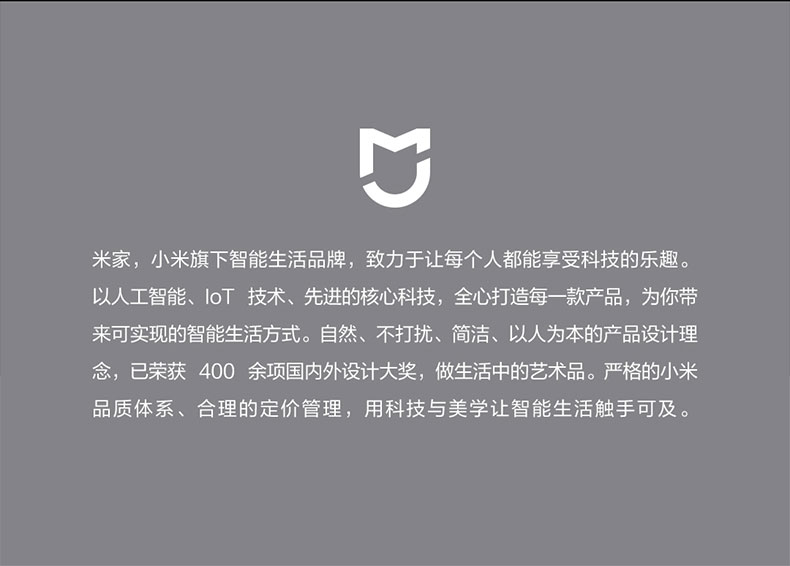 米家，小米旗下智能生活品牌，致力于让每个人都能享受科技的乐趣。
以人工智能、IoT 技术、先进的核心科技，全心打造每一款产品，为你带
来可实现的智能生活方式。自然、不打扰、简洁、以人为本的产品设计理
念，已荣获 400 余项国内外设计大奖，做生活中的艺术品。严格的小米
品质体系、合理的定价管理，用科技与美学让智能生活触手可及。